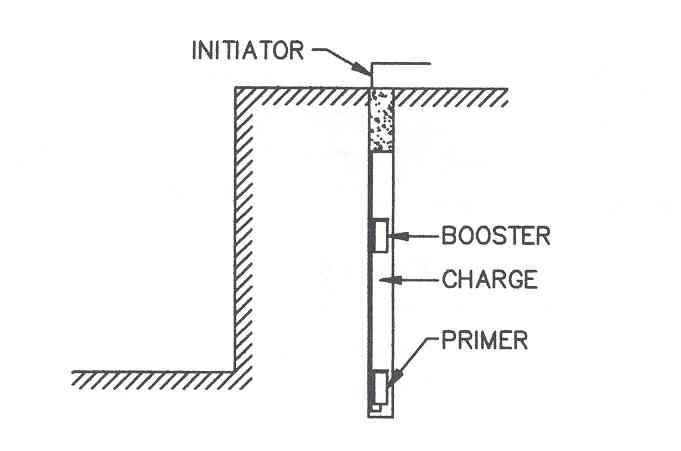 INITIATOR
BOOSTER
CHARGE
PRIMER